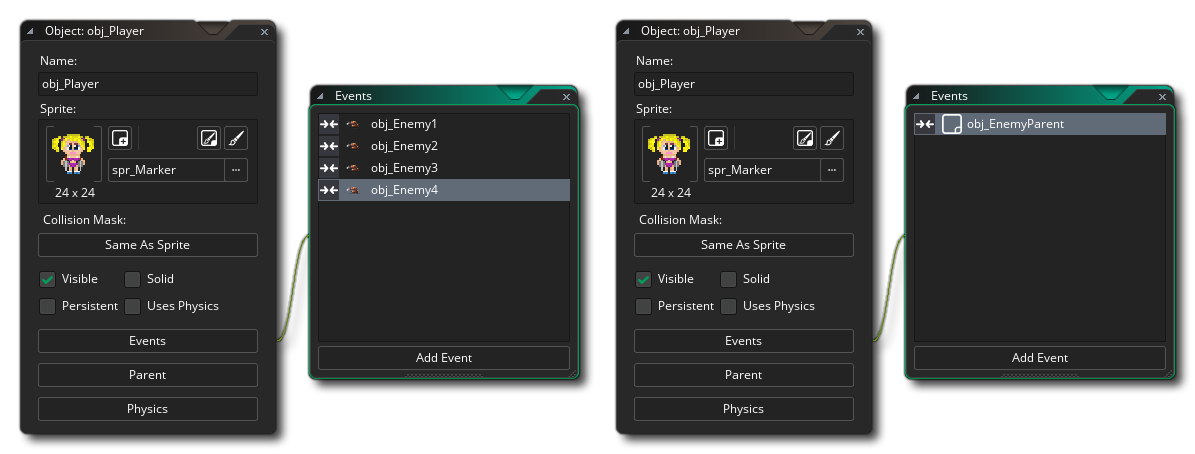 Object: obj_Player
Name:
obj_Player
Sprite:
spr_Marker
...
24 x 24
Collision Mask:
Same As Sprite
Visible Solid
Persistent Uses Physics
Events
Parent
Physics
Events
obj_Enemy1
obj_Enemy2
obj_Enemy3
obj_Enemy4
Add Event
Object: obj_Player
Name:
obj_Player
Sprite:
spr_Marker
...
24 x 24
Collision Mask:
Same As Sprite
Visible Solid
Persistent Uses Physics
Events
Parent
Physics
Events
obj_EnemyParent
Add Event